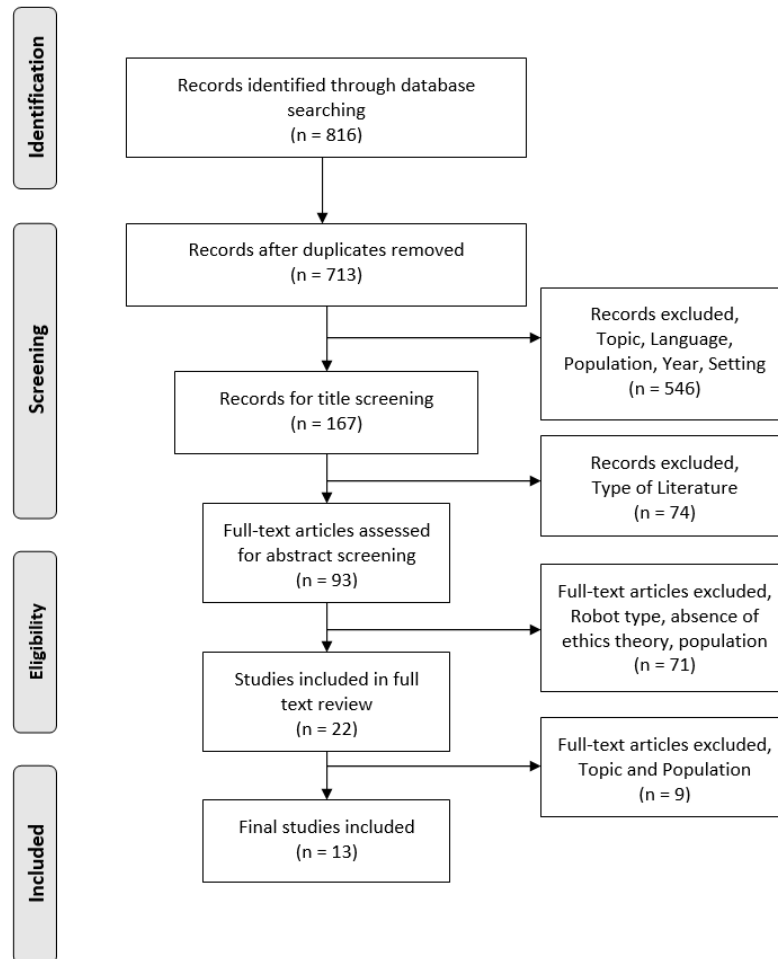 Identification
Records identified through database
searching
(n = 816)
Screening
Records after duplicates removed
(n = 713)
Records excluded,
Topic, Language,
Population, Year, Setting
(n = 546)
Records for title screening
(n = 167)
Records excluded,
Type of Literature
(n = 74)
Full-text articles assessed
for abstract screening
(n = 93)
Eligibility
Full-text articles excluded,
Robot type, absence of
ethics theory, population
(n = 71)
Studies included in full
text review
(n = 22)
Full-text articles excluded,
Topic and Population
(n = 9)
Included
Final studies included
(n = 13)